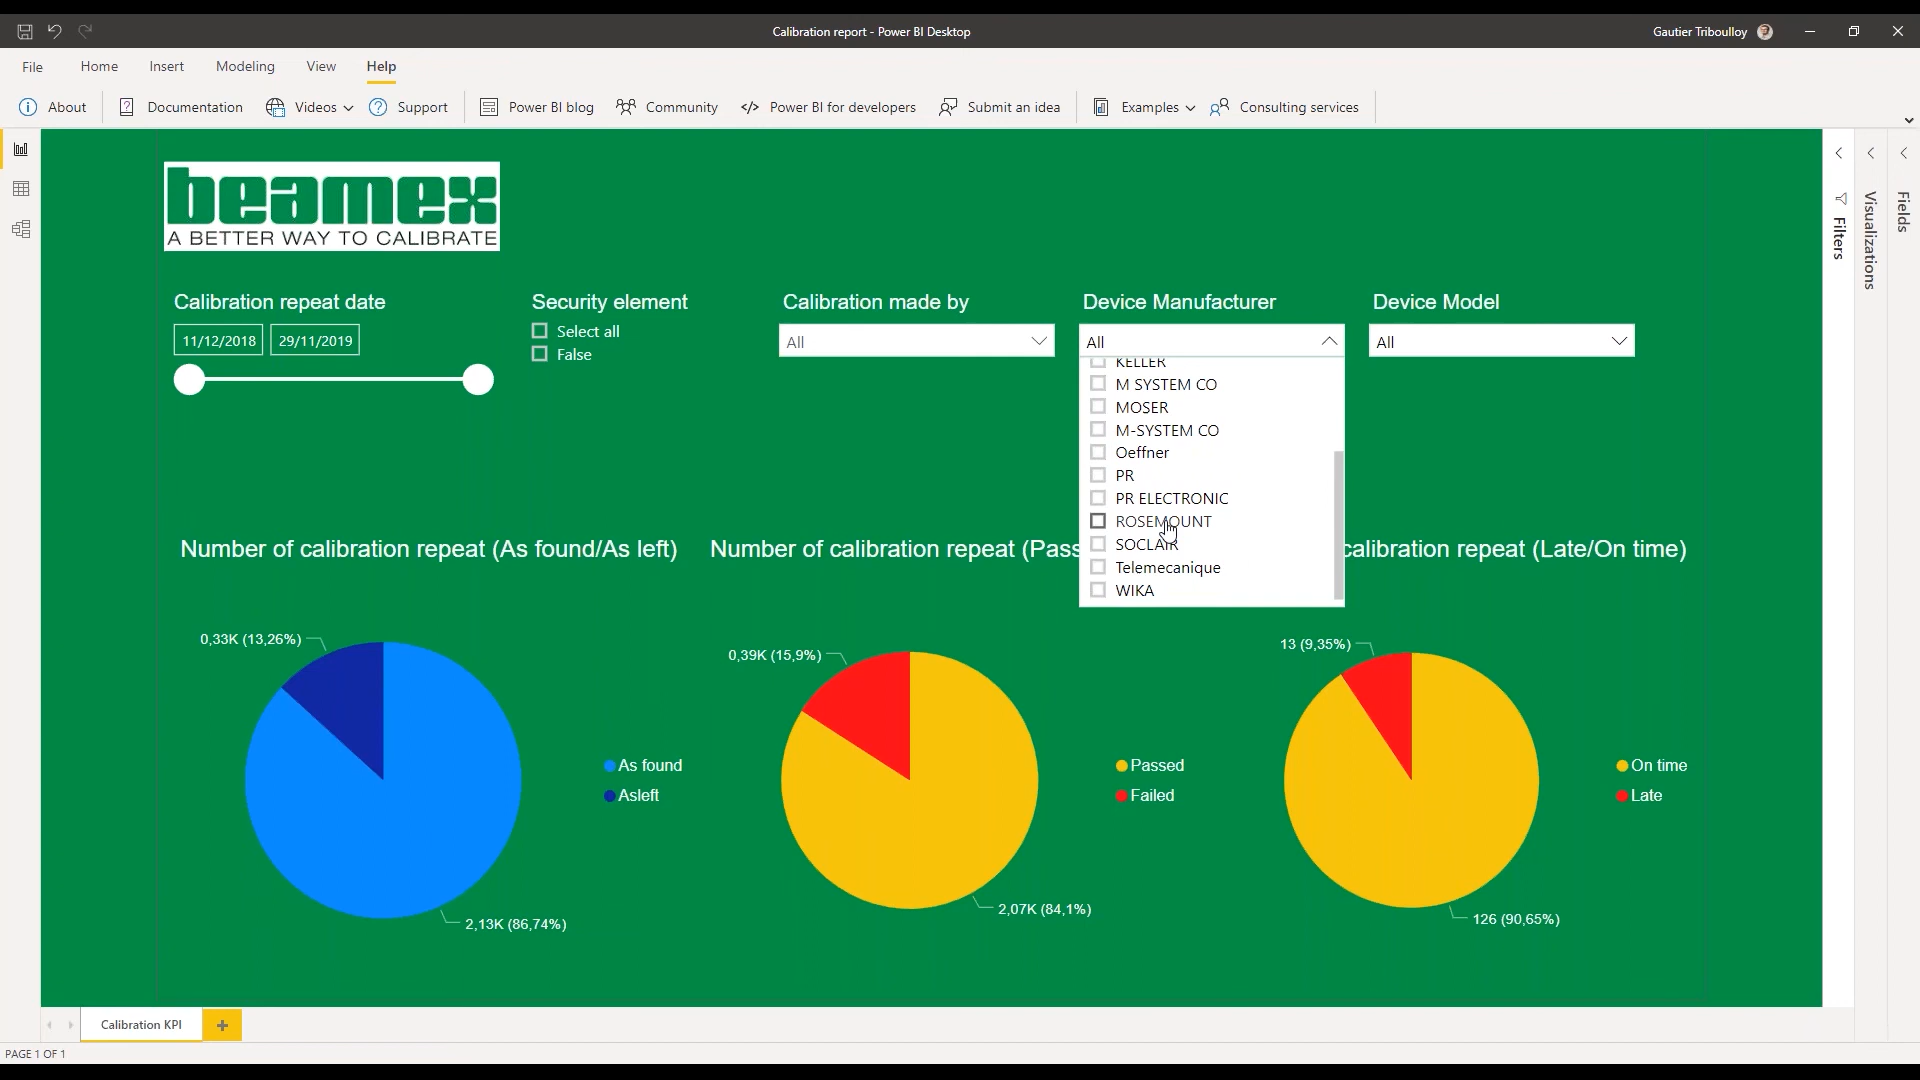 Calibration report - Power BI Desktop
Gautier Triboulloy
File Home Insert Modeling View Help
About Documentation Videos Support Power BI blog Community Power BI for developers Submit an idea Examples Consulting services
beamex
A BETTER WAY TO CALIBRATE
Filters
Visualizations
Fields
Calibration repeat date
11/12/2018 29/11/2019
Security element
Select all
False
Calibration made by
All
Device Manufacturer
All
KELLER
M SYSTEM CO
MOSER
M-SYSTEM CO
Oeffner
PR
PR ELECTRONIC
ROSEMOUNT
SOCLAIR
Telemecanique
WIKA
Device Model
All
Number of calibration repeat (As found/As left)
0,33K (13,26%)
2,13K (86,74%)
As found
Asleft
Number of calibration repeat (Pass
0,39K (15,9%)
2,07K (84,1%)
Passed
Failed
calibration repeat (Late/On time)
13 (9,35%)
126 (90,65%)
On time
Late
Calibration KPI
PAGE 1 OF 1